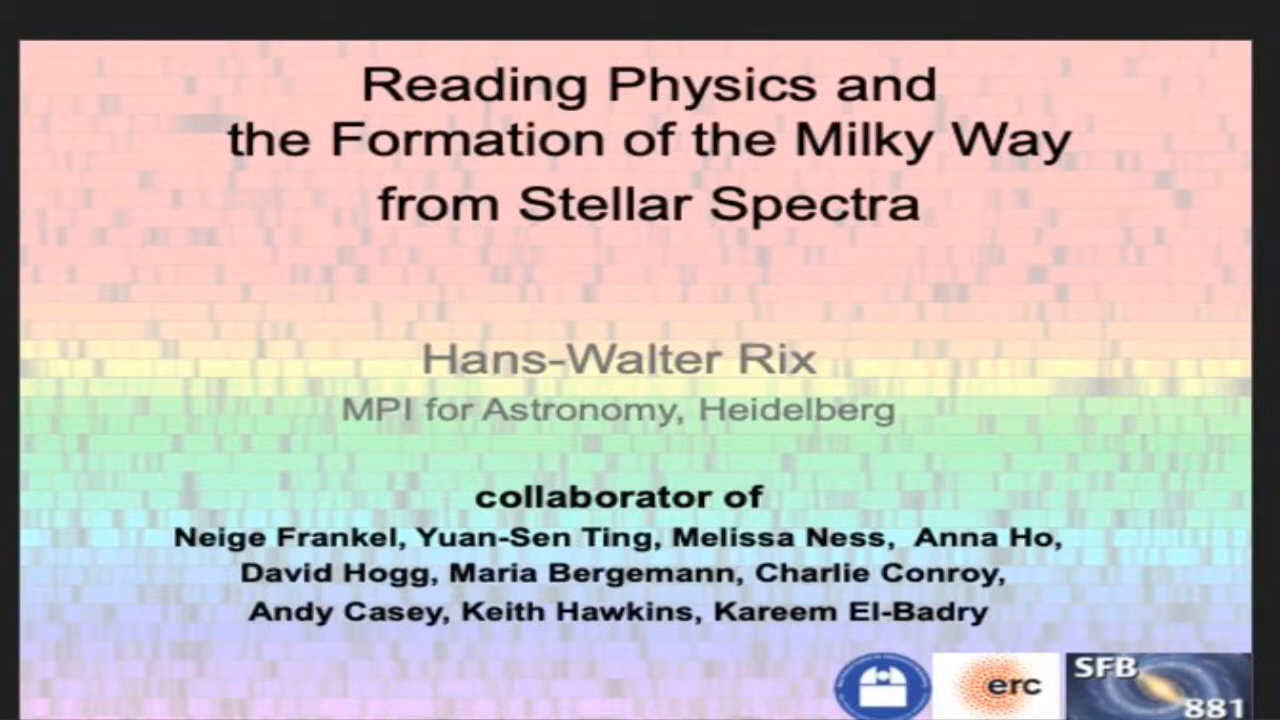 Reading Physics and
the Formation of the Milky Way
from Stellar Spectra
Hans-Walter Rix
MPI for Astronomy, Heidelberg
collaborator of
Neige Frankel, Yuan-Sen Ting, Melissa Ness, Anna Ho,
David Hogg, Maria Bergemann, Charlie Conroy,
Andy Casey, Keith Hawkins, Kareem El-Badry
erc
SFB
881